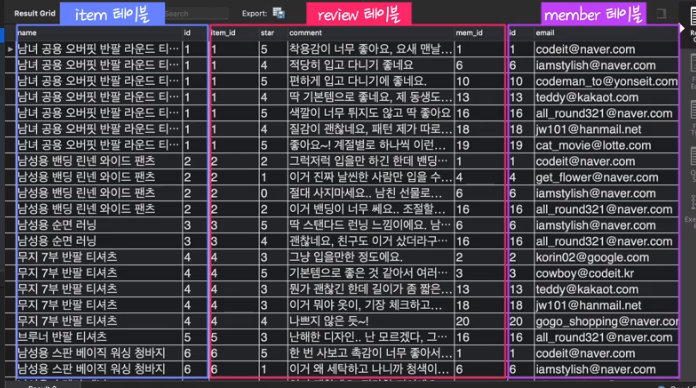 item 테이블 review 테이블 member 테이블
Result Grid Search Export:
name id item_id star comment mem_id id email
남녀 공용 오버핏 반팔 라운드 티… 1 1 5 착용감이 너무 좋아요, 요새 맨날… 1 1 codeit@naver.com
남녀 공용 오버핏 반팔 라운드 티… 1 1 4 적당히 입고 다니기 좋네요 6 6 iamstylish@naver.com
남녀 공용 오버핏 반팔 라운드 티… 1 1 5 편하게 입고 다니기에 좋네요. 10 10 codeman_to@yonseit.com
남녀 공용 오버핏 반팔 라운드 티… 1 1 4 딱 기본템으로 좋네요, 제 동생도… 13 13 teddy@kakaot.com
남녀 공용 오버핏 반팔 라운드 티… 1 1 5 색깔이 너무 튀지도 않고 딱 좋아요 16 16 all_round321@naver.com
남녀 공용 오버핏 반팔 라운드 티… 1 1 4 질감이 괜찮네요, 패턴 제가 따로… 18 18 jw101@hanmail.net
남녀 공용 오버핏 반팔 라운드 티… 1 1 5 좋아요~! 계절별로 하나씩 이런… 19 19 cat_movie@lotte.com
남성용 밴딩 린넨 와이드 팬츠 2 2 2 그럭저럭 입을만 하긴 한데 밴딩… 1 1 codeit@naver.com
남성용 밴딩 린넨 와이드 팬츠 2 2 1 이거 진짜 날씬한 사람만 입을 수… 4 4 get_flower@naver.com
남성용 밴딩 린넨 와이드 팬츠 2 2 0 절대 사지마세요.. 남친 선물로… 6 6 iamstylish@naver.com
남성용 밴딩 린넨 와이드 팬츠 2 2 2 이거 밴딩이 너무 쎄요.. 조절할… 16 16 all_round321@naver.com
남성용 순면 러닝 3 3 5 딱 스탠다드 런닝 느낌이에요. 남… 6 6 iamstylish@naver.com
남성용 순면 러닝 3 3 4 괜찮네요, 친구도 이거 샀더라구… 16 16 all_round321@naver.com
무지 7부 반팔 티셔츠 4 4 3 그냥 입을만한 정도에요. 2 2 korin02@google.com
무지 7부 반팔 티셔츠 4 4 5 기본템으로 좋은 것 같아서 여러… 3 3 cowboy@codeit.kr
무지 7부 반팔 티셔츠 4 4 3 뭔가 괜찮긴 한데 길이가 좀 짧은… 13 13 teddy@kakaot.com
무지 7부 반팔 티셔츠 4 4 3 이거 뭐야 옷이, 기장 체크하고… 18 18 jw101@hanmail.net
무지 7부 반팔 티셔츠 4 4 4 나쁘지 않은 듯~! 20 20 gogo_shopping@naver.con
브루너 반팔 티셔츠 5 5 3 난해한 디자인.. 난 모르겠다, 그… 16 16 all_round321@naver.com
남성용 스판 베이직 워싱 청바지 6 6 5 한 번 사보고 촉감이 너무 좋아서… 1 1 codeit@naver.com
남성용 스판 베이직 워싱 청바지 6 6 1 이거 왜 세탁하고 나니까 청색이… 6 6 iamstylish@naver.com